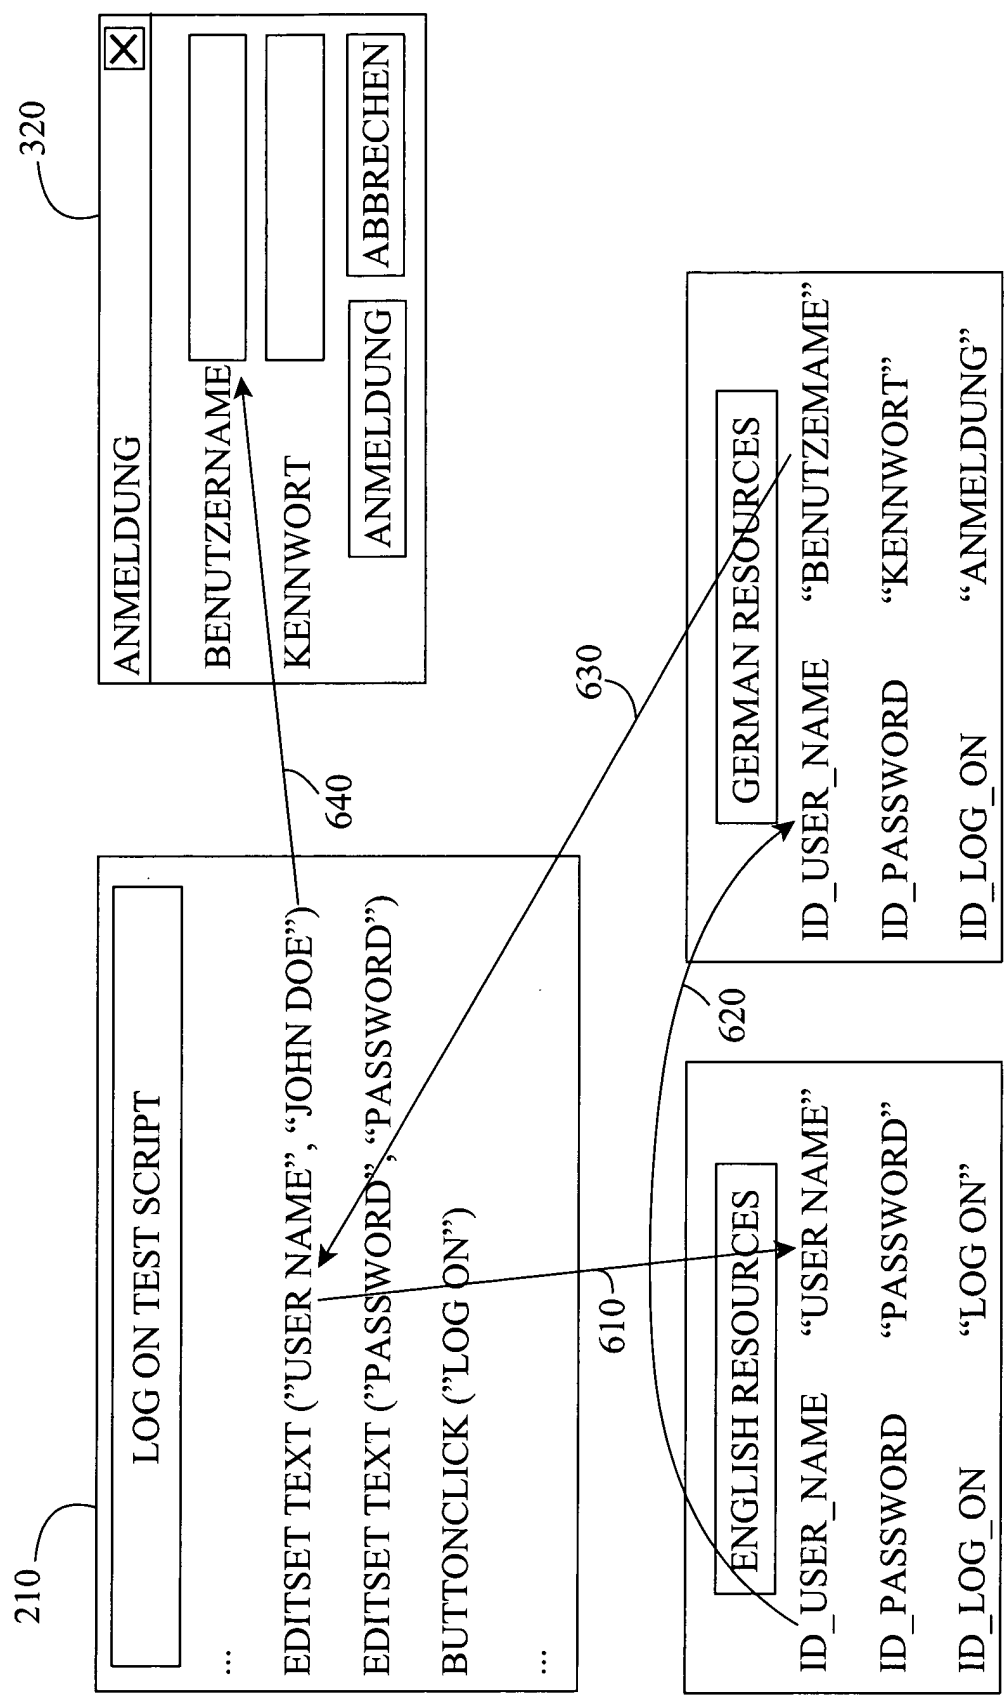 210
LOG ON TEST SCRIPT
...
EDITSET TEXT ("USER NAME", "JOHN DOE")
EDITSET TEXT ("PASSWORD", "PASSWORD")
BUTTONCLICK ("LOG ON")
...
320
ANMELDUNG
BENUTZERNAME
KENNWORT
ANMELDUNG ABBRECHEN
640
630
610
620
ENGLISH RESOURCES
ID_USER_NAME "USER NAME"
ID_PASSWORD "PASSWORD"
ID_LOG_ON "LOG ON"
GERMAN RESOURCES
ID_USER_NAME "BENUTZEMAME"
ID_PASSWORD "KENNWORT"
ID_LOG_ON "ANMELDUNG"